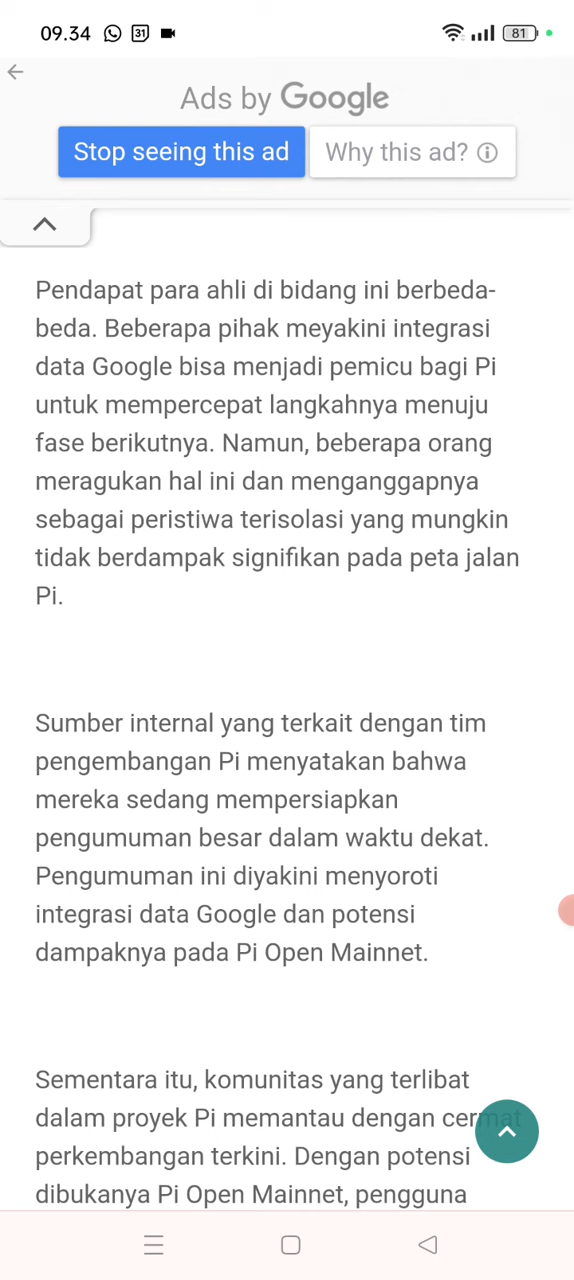 09.34
31
81
Ads by Google
Stop seeing this ad
Why this ad?
Pendapat para ahli di bidang ini berbeda-
beda. Beberapa pihak meyakini integrasi
data Google bisa menjadi pemicu bagi Pi
untuk mempercepat langkahnya menuju
fase berikutnya. Namun, beberapa orang
meragukan hal ini dan menganggapnya
sebagai peristiwa terisolasi yang mungkin
tidak berdampak signifikan pada peta jalan
Pi.
Sumber internal yang terkait dengan tim
pengembangan Pi menyatakan bahwa
mereka sedang mempersiapkan
pengumuman besar dalam waktu dekat.
Pengumuman ini diyakini menyoroti
integrasi data Google dan potensi
dampaknya pada Pi Open Mainnet.
Sementara itu, komunitas yang terlibat
dalam proyek Pi memantau dengan cermat
perkembangan terkini. Dengan potensi
dibukanya Pi Open Mainnet, pengguna